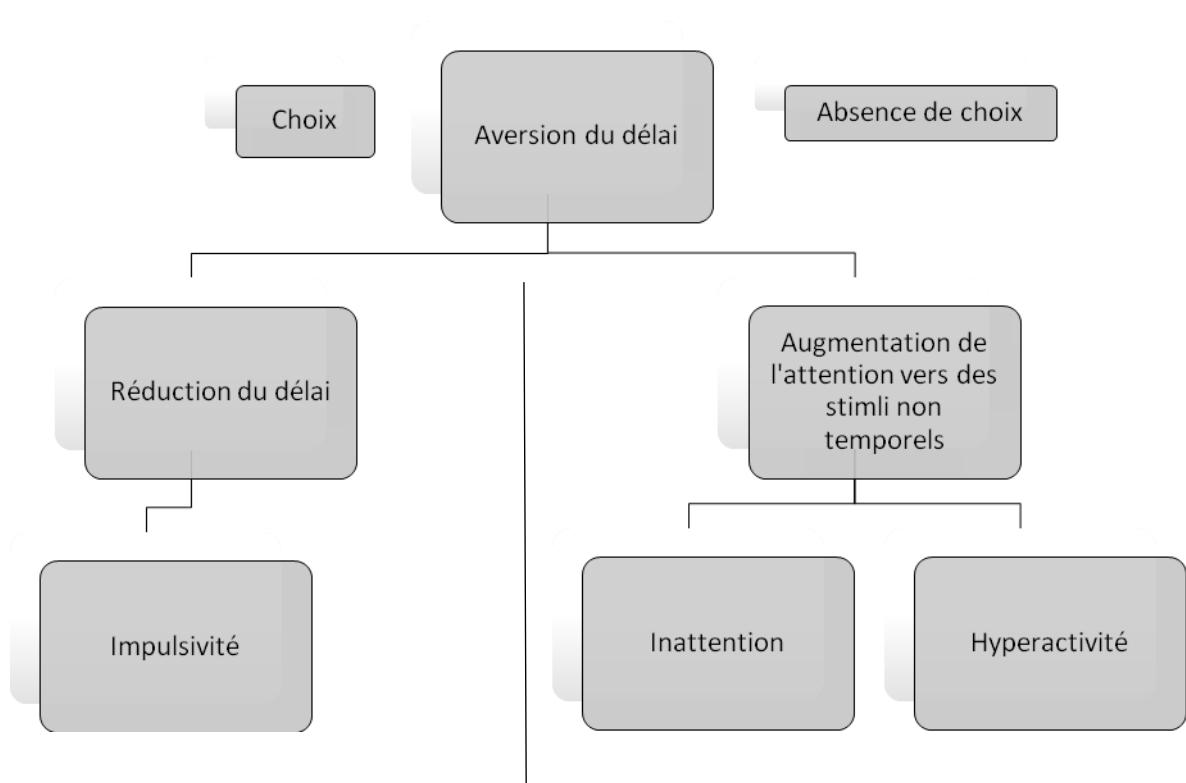 Choix
Aversion du délai
Absence de choix
Réduction du délai
Augmentation de
l'attention vers des
stimli non
temporels
Impulsivité
Inattention
Hyperactivité